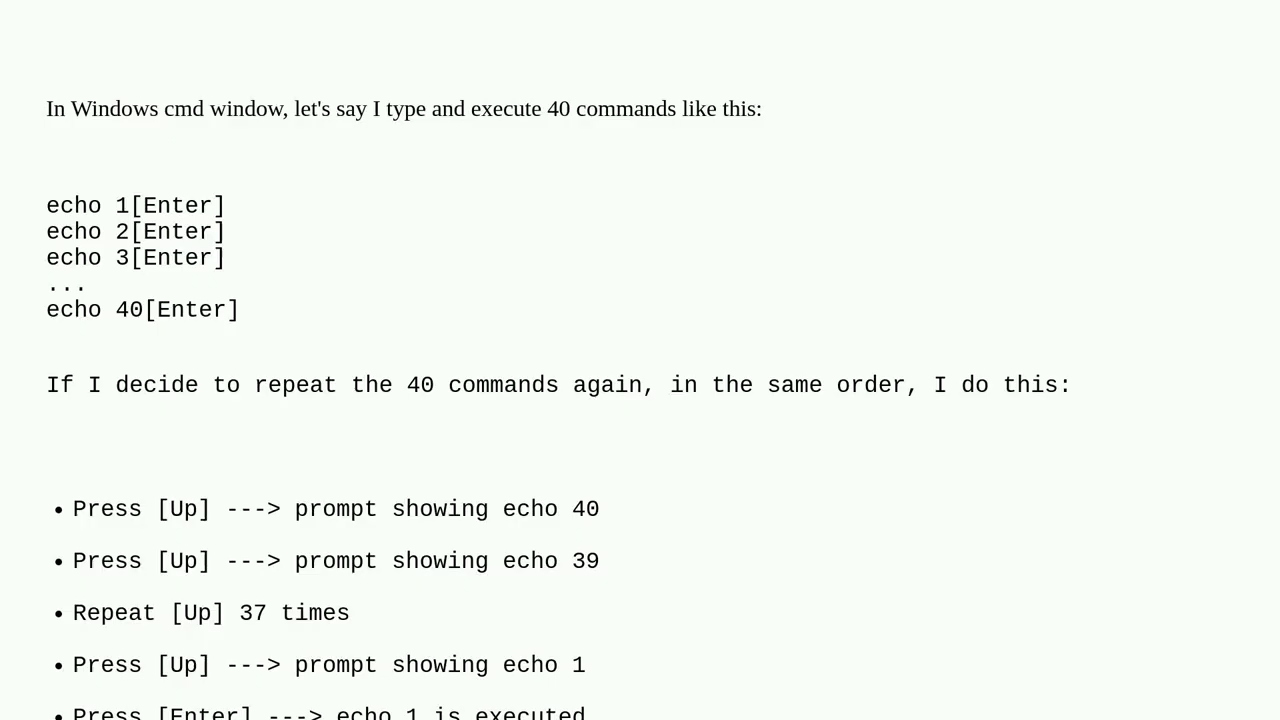 In Windows cmd window, let's say I type and execute 40 commands like this:
echo 1[Enter]
echo 2[Enter]
echo 3[Enter]
...
echo 40[Enter]
If I decide to repeat the 40 commands again, in the same order, I do this:
• Press [Up] ---> prompt showing echo 40
• Press [Up] ---> prompt showing echo 39
• Repeat [Up] 37 times
• Press [Up] ---> prompt showing echo 1
• Press [Enter] ---> echo 1 is executed